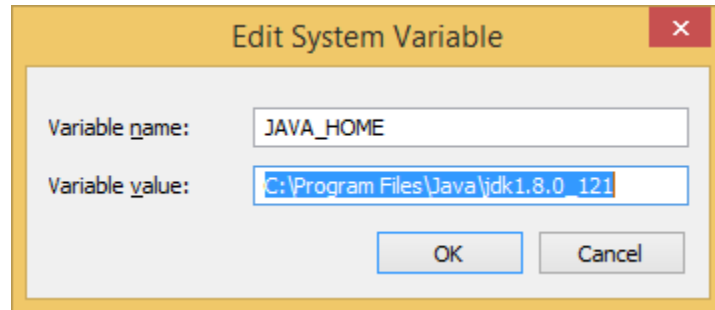 Edit System Variable
Variable name: JAVA_HOME
Variable value: C:\Program Files\Java\jdk1.8.0_121
OK Cancel